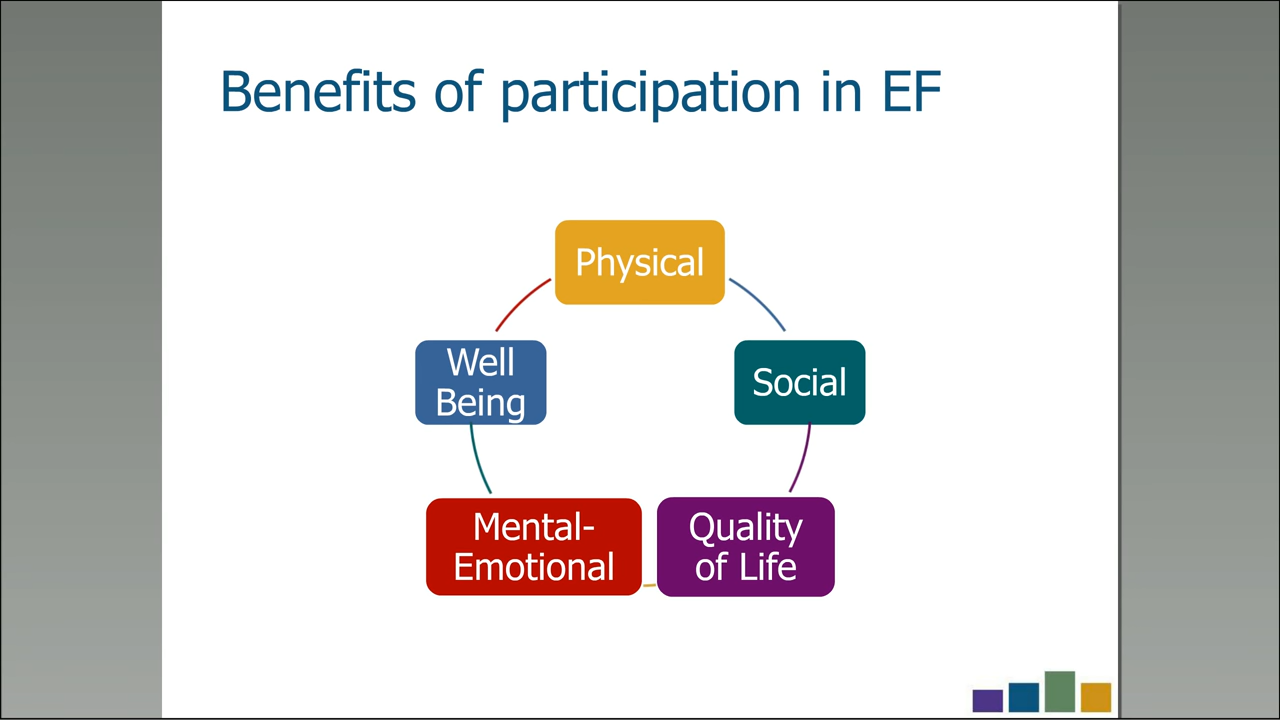 Benefits of participation in EF
Physical
Social
Quality
of Life
Mental-
Emotional
Well
Being